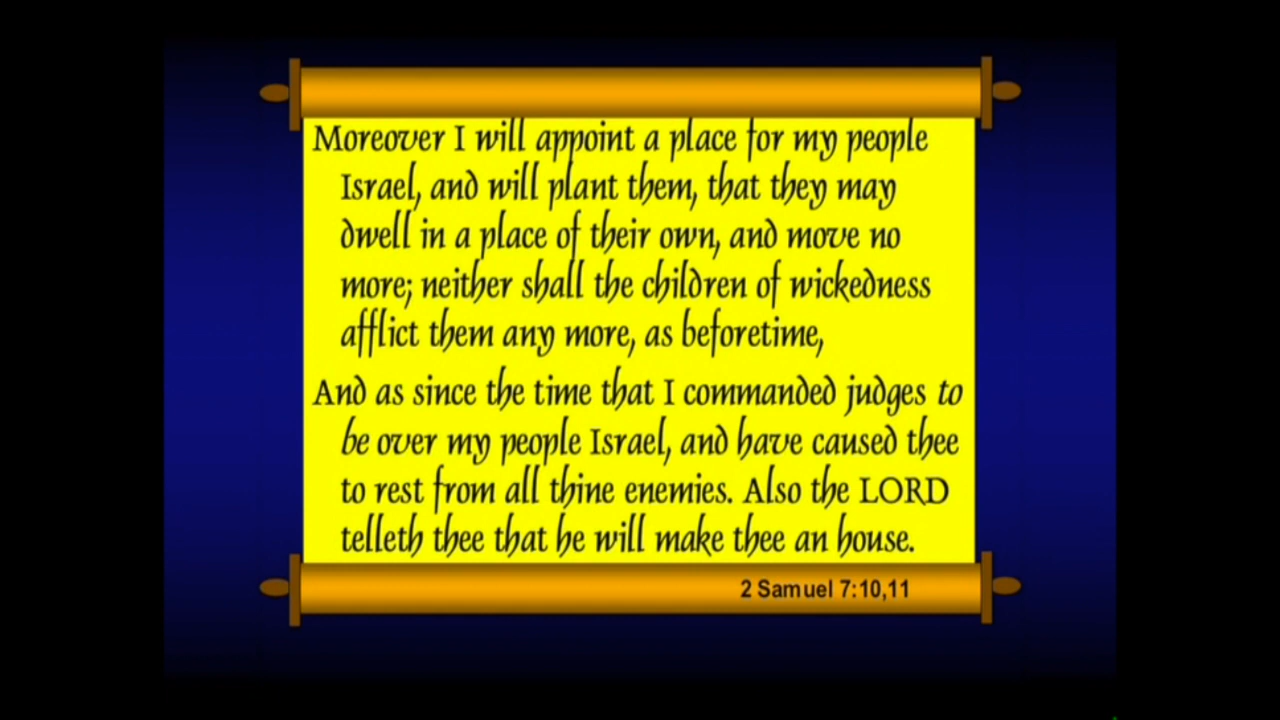 Moreover I will appoint a place for my people
Israel, and will plant them, that they may
dwell in a place of their own, and move no
more; neither shall the children of wickedness
afflict them any more, as beforetime,
And as since the time that I commanded judges to
be over my people Israel, and have caused thee
to rest from all thine enemies. Also the LORD
telleth thee that he will make thee an house.
2 Samuel 7:10,11